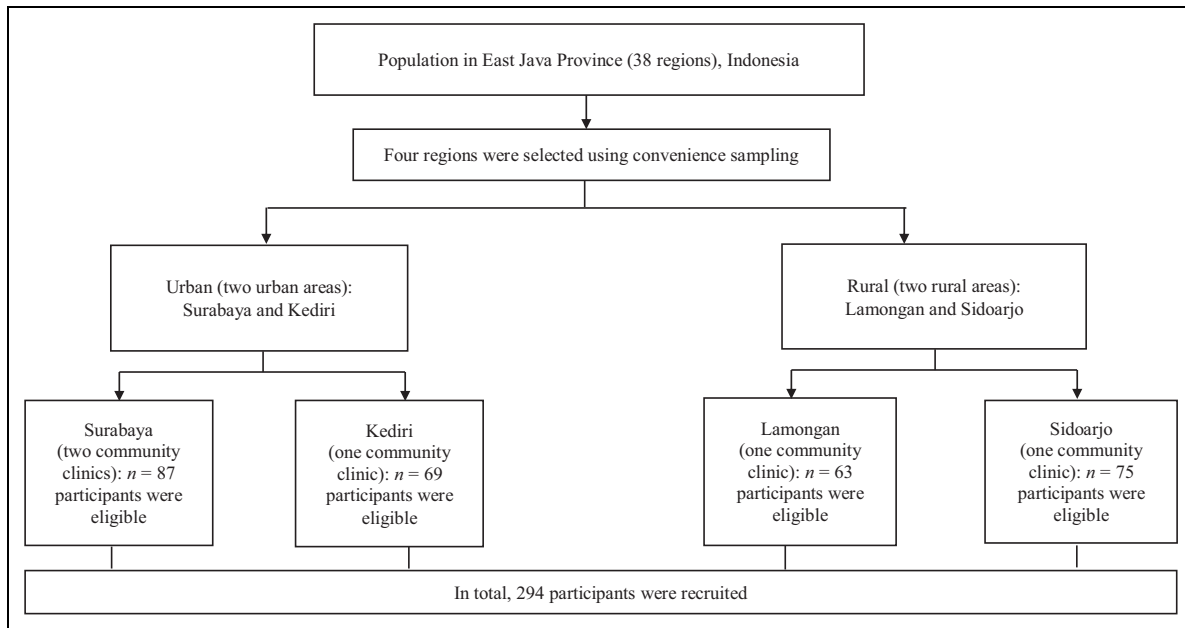 Population in East Java Province (38 regions), Indonesia
Four regions were selected using convenience sampling
Urban (two urban areas):
Surabaya and Kediri
Rural (two rural areas):
Lamongan and Sidoarjo
Surabaya
(two community
clinics): n = 87
participants were
eligible
Kediri
(one community
clinic): n = 69
participants were
eligible
Lamongan
(one community
clinic): n = 63
participants were
eligible
Sidoarjo
(one community
clinic): n = 75
participants were
eligible
In total, 294 participants were recruited